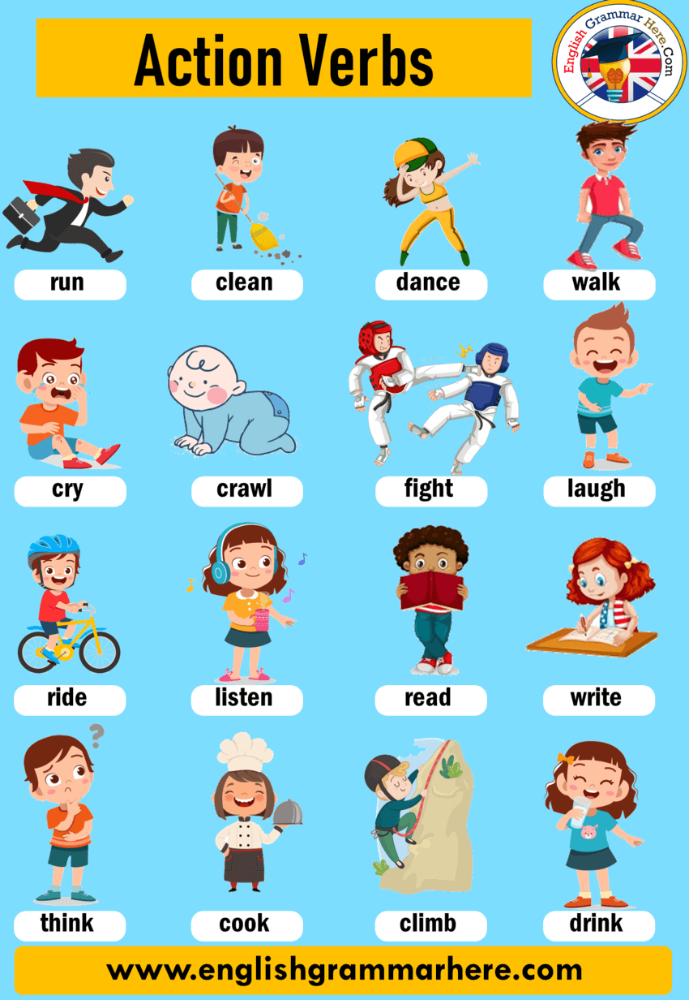 Action Verbs
English Grammar Here.Com
run
clean
dance
walk
cry
crawl
fight
laugh
ride
listen
read
write
?
think
cook
climb
drink
www.englishgrammarhere.com